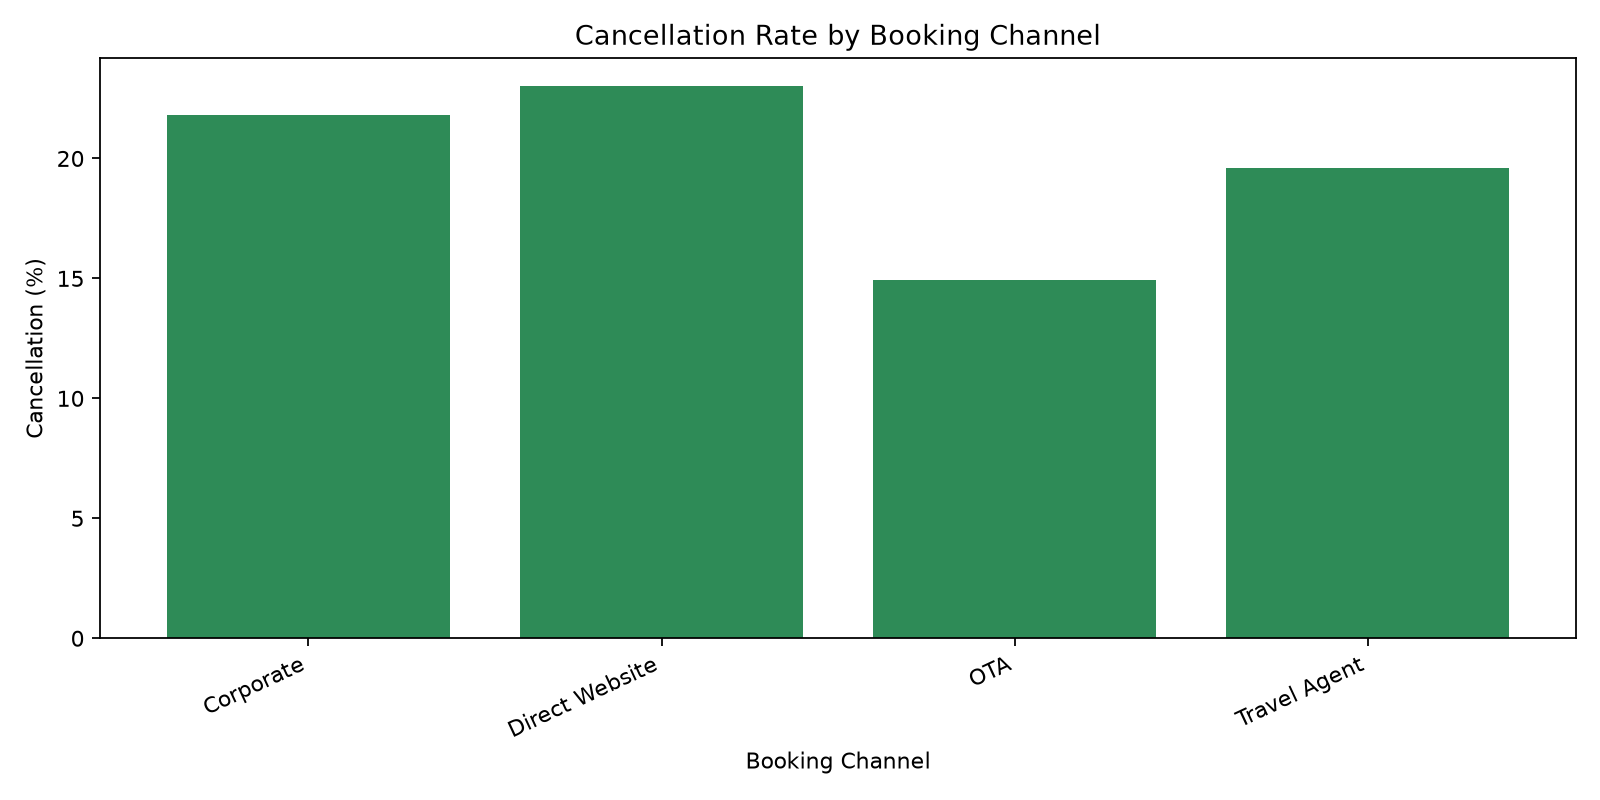 Cancellation Rate by Booking Channel
Cancellation (%)
20
15
10
5
0
Corporate
Direct Website
OTA
Travel Agent
Booking Channel